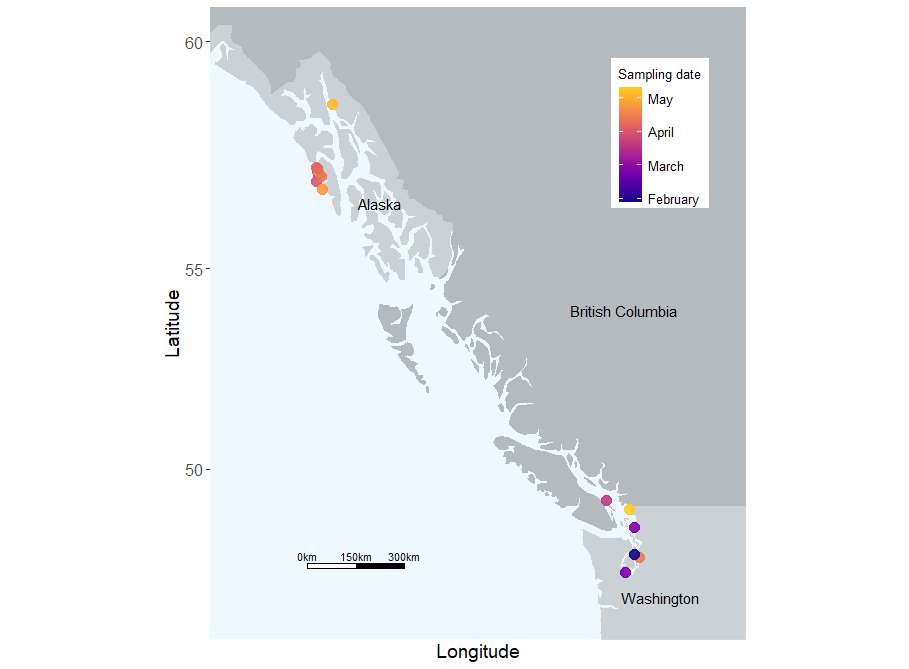 60
Sampling date
May
April
March
February
Alaska
55
British Columbia
Latitude
50
0km 150km 300km
Washington
Longitude